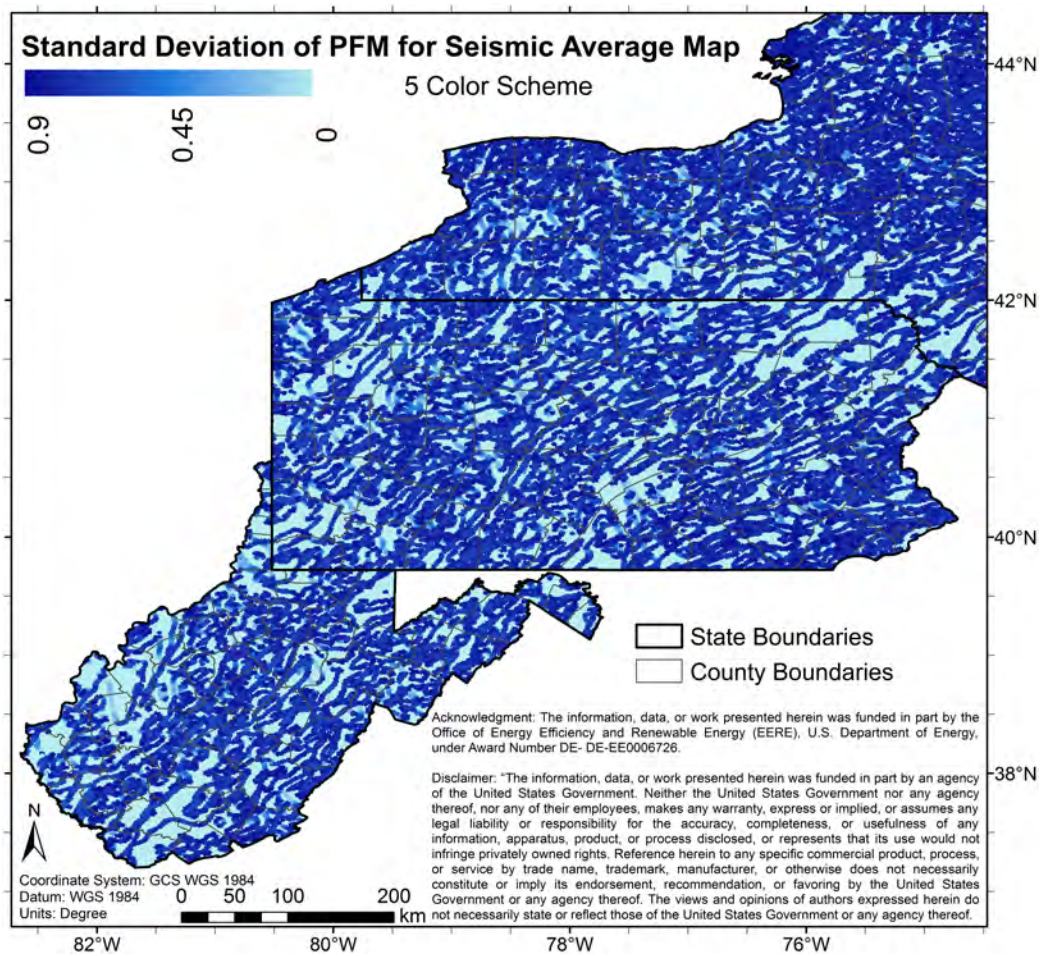 Standard Deviation of PFM for Seismic Average Map
5 Color Scheme
0.9
0.45
0
44°N
42°N
40°N
38°N
State Boundaries
County Boundaries
Acknowledgment: The information, data, or work presented herein was funded in part by the
Office of Energy Efficiency and Renewable Energy (EERE), U.S. Department of Energy,
under Award Number DE- DE-EE0006726.
Disclaimer: "The information, data, or work presented herein was funded in part by an agency
of the United States Government. Neither the United States Government nor any agency
thereof, nor any of their employees, makes any warranty, express or implied, or assumes any
legal liability or responsibility for the accuracy, completeness, or usefulness of any
information, apparatus, product, or process disclosed, or represents that its use would not
infringe privately owned rights. Reference herein to any specific commercial product, process,
or service by trade name, trademark, manufacturer, or otherwise does not necessarily
constitute or imply its endorsement, recommendation, or favoring by the United States
Government or any agency thereof. The views and opinions of authors expressed herein do
not necessarily state or reflect those of the United States Government or any agency thereof.
N
Coordinate System: GCS WGS 1984
Datum: WGS 1984
Units: Degree
0 50 100 200
km
82°W 80°W 78°W 76°W